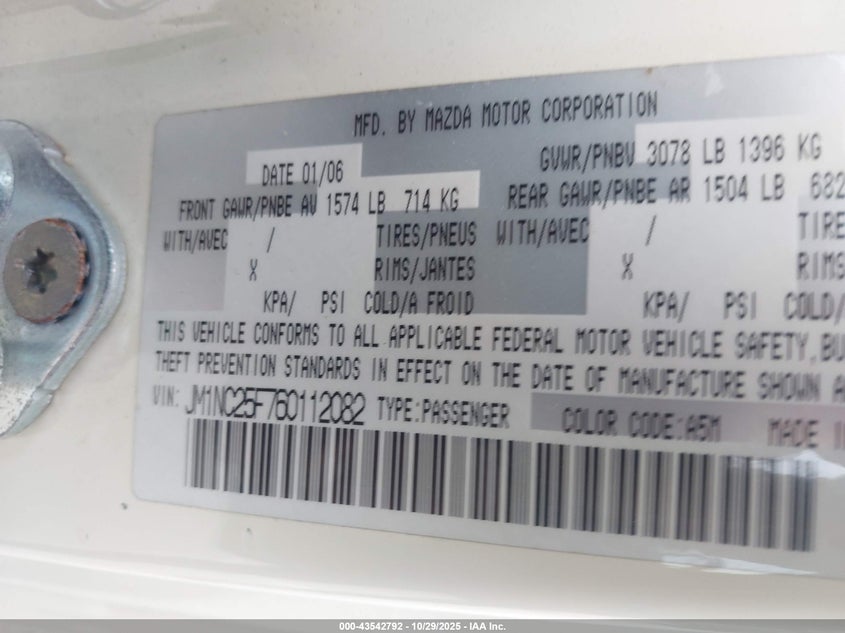 MFD. BY MAZDA MOTOR CORPORATION
DATE 01/06
GVWR/PNBV 3078 LB 1396 KG
FRONT GAWR/PNBE AV 1574 LB 714 KG
REAR GAWR/PNBE AR 1504 LB 682
WITH/AVEC / TIRES/PNEUS WITH/AVEC / TIRE
X RIMS/JANTES X RIMS
KPA/ PSI COLD/A FROID KPA/ PSI COLD/
THIS VEHICLE CONFORMS TO ALL APPLICABLE FEDERAL MOTOR VEHICLE SAFETY, BU
THEFT PREVENTION STANDARDS IN EFFECT ON THE DATE OF MANUFACTURE SHOWN A
VIN: JM1NC25F760112082 TYPE:PASSENGER COLOR CODE:A5M MADE I
000-43542792 - 10/29/2025 - IAA Inc.